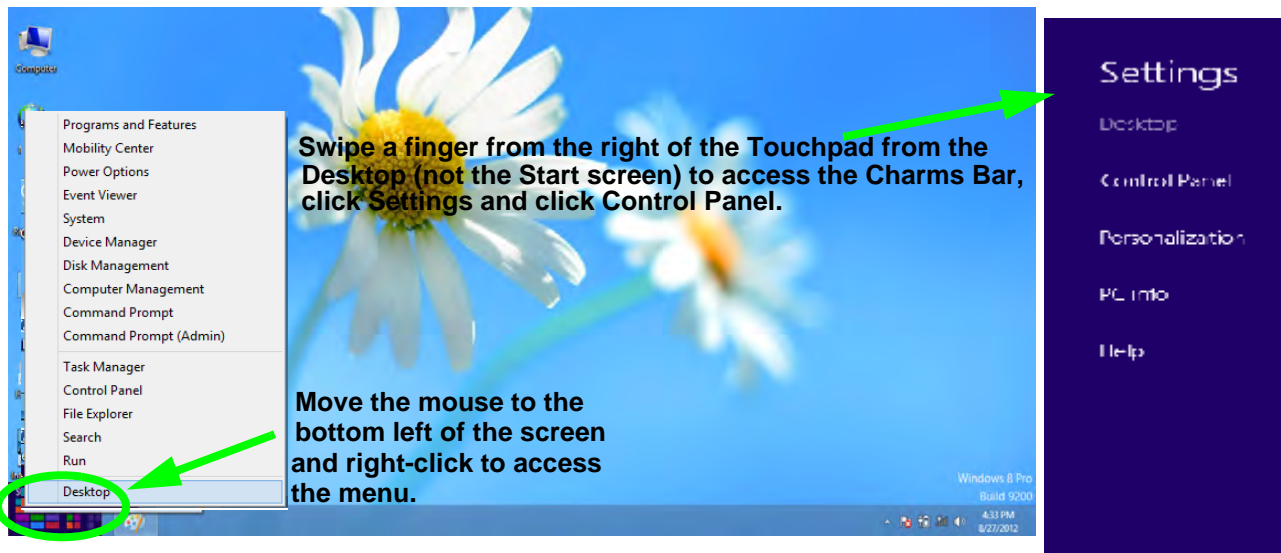 Computer
Programs and Features
Mobility Center
Power Options
Event Viewer
System
Device Manager
Disk Management
Computer Management
Command Prompt
Command Prompt (Admin)
Task Manager
Control Panel
File Explorer
Search
Run
Desktop
Swipe a finger from the right of the Touchpad from the
Desktop (not the Start screen) to access the Charms Bar,
click Settings and click Control Panel.
Move the mouse to the
bottom left of the screen
and right-click to access
the menu.
Windows 8 Pro
Build 9200
4:33 PM
8/27/2012
Settings
Desktop
Control Panel
Personalization
PC info
Help